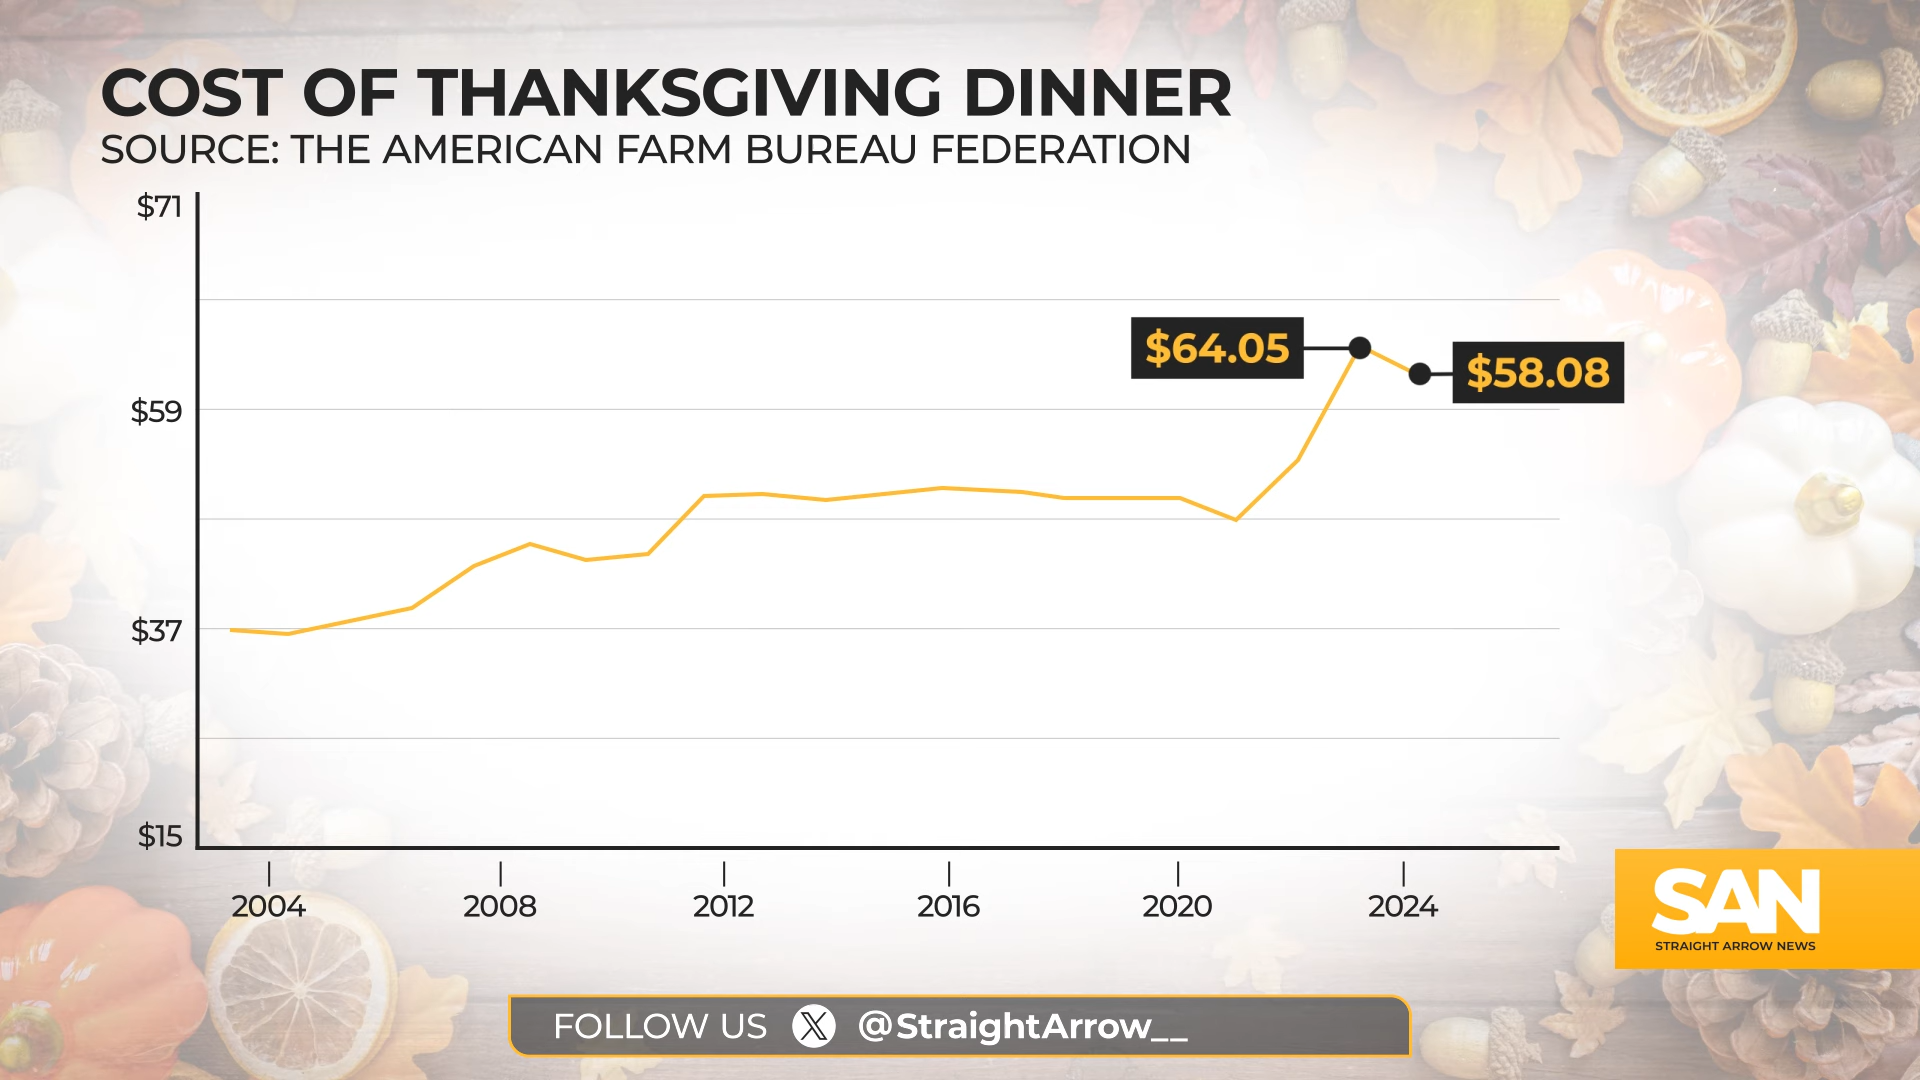 COST OF THANKSGIVING DINNER
SOURCE: THE AMERICAN FARM BUREAU FEDERATION
$71
$64.05
$58.08
$59
$37
$15
2004 2008 2012 2016 2020 2024
SAN
STRAIGHT ARROW NEWS
FOLLOW US X @StraightArrow__